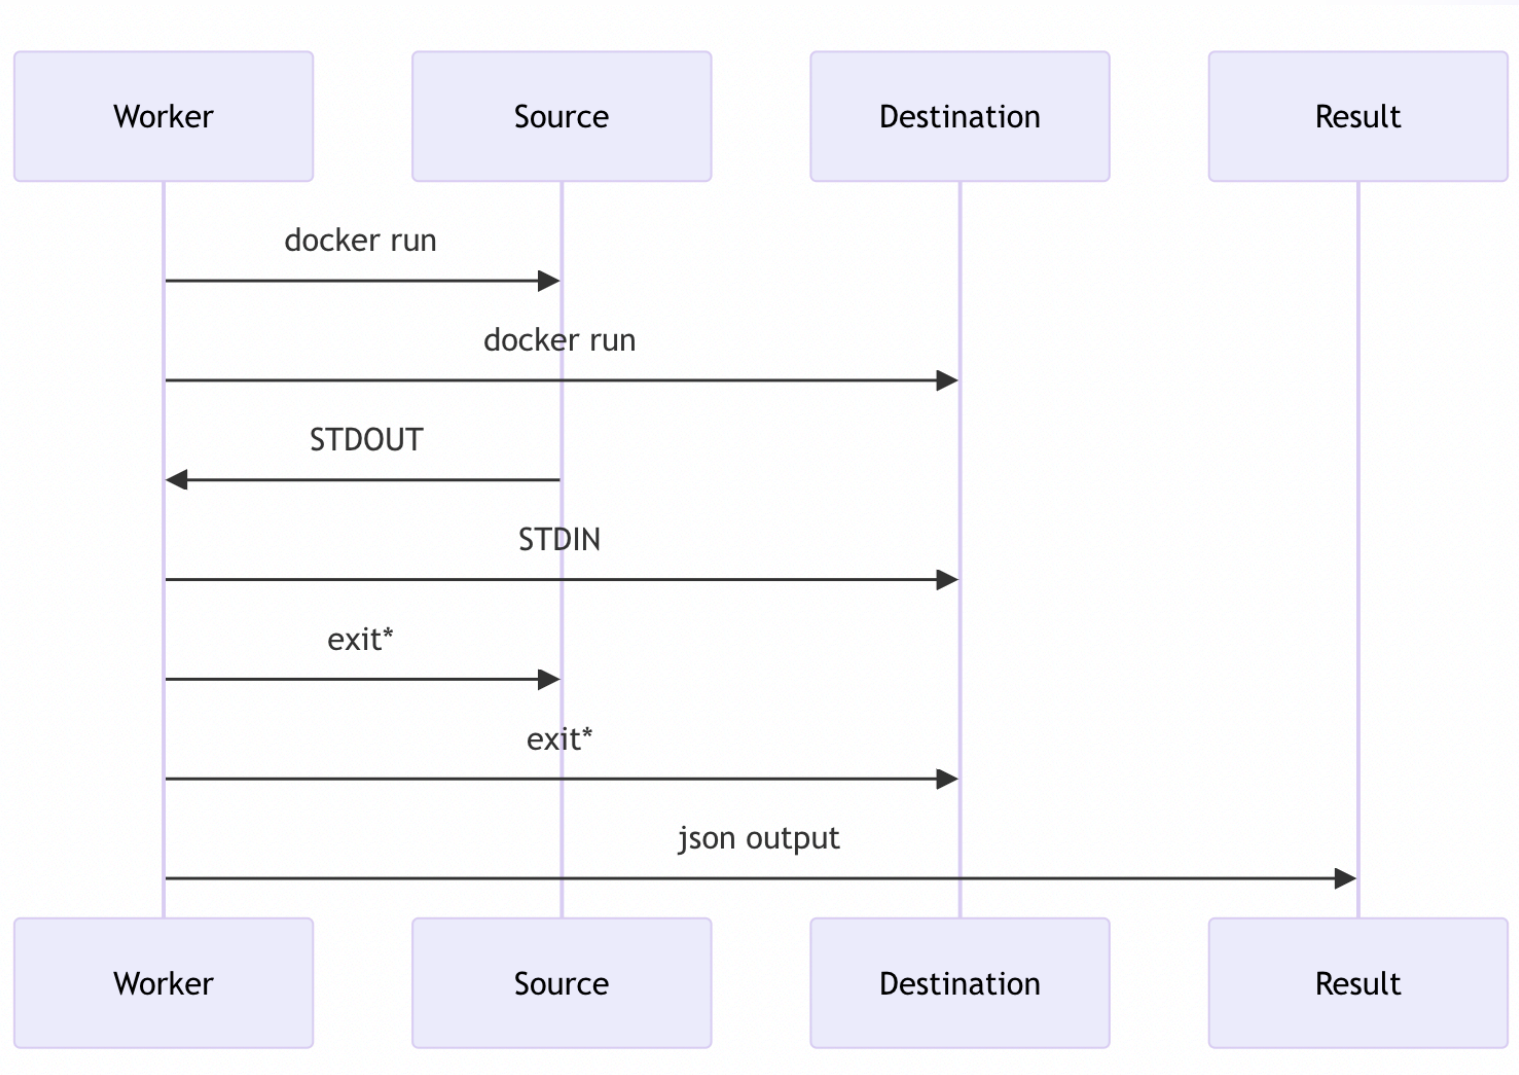 Worker
Source
Destination
Result
docker run
docker run
STDOUT
STDIN
exit*
exit*
json output
Worker
Source
Destination
Result